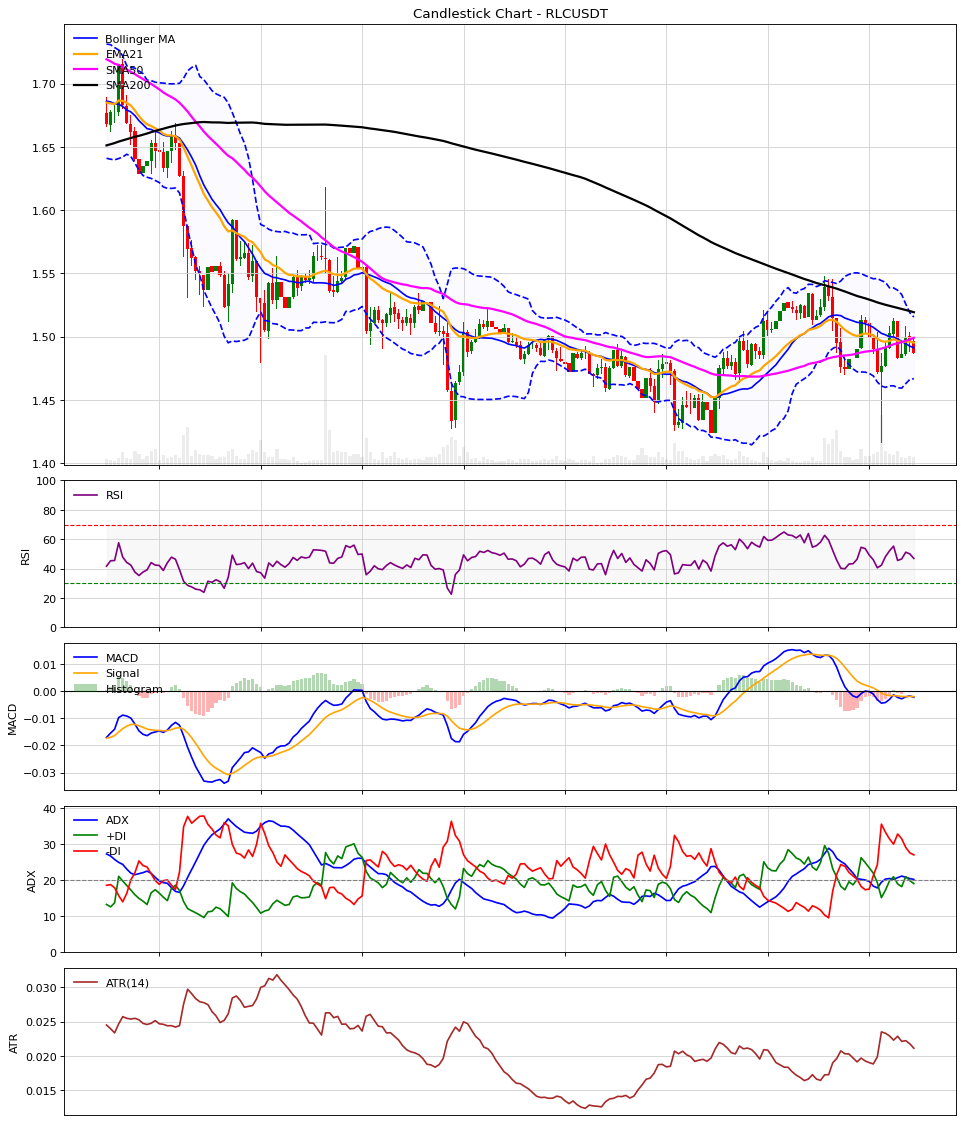 Candlestick Chart - RLCUSDT
Bollinger MA
EMA21
SMA50
SMA200
1.70
1.65
1.60
1.55
1.50
1.45
1.40
RSI
100
80
60
40
20
0
RSI
MACD
Signal
Histogram
0.01
0.00
−0.01
−0.02
−0.03
MACD
ADX
+DI
-DI
40
30
20
10
0
ADX
ATR(14)
0.030
0.025
0.020
0.015
ATR